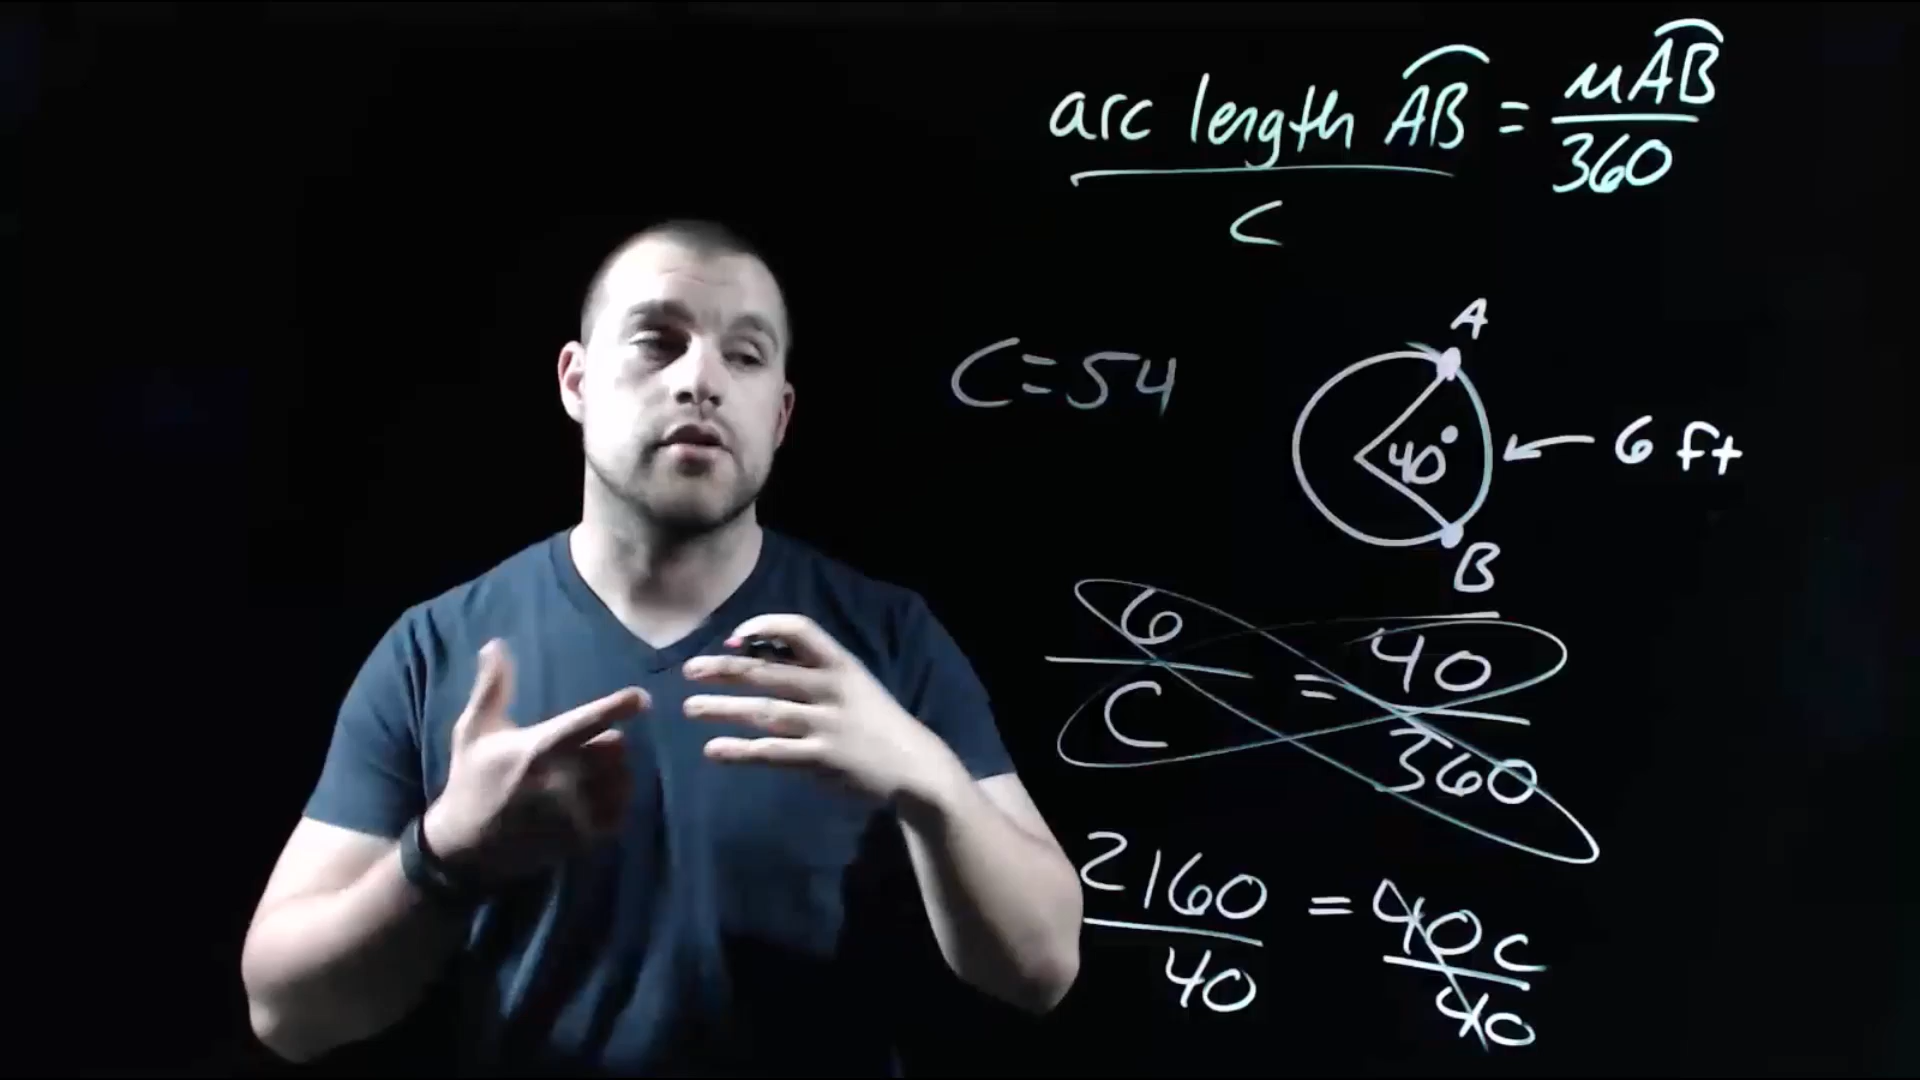 arc length AB = mAB
C 360
C=54
A
40°
6 ft
B
6 = 40
C 360
2160 = 40C
40 40